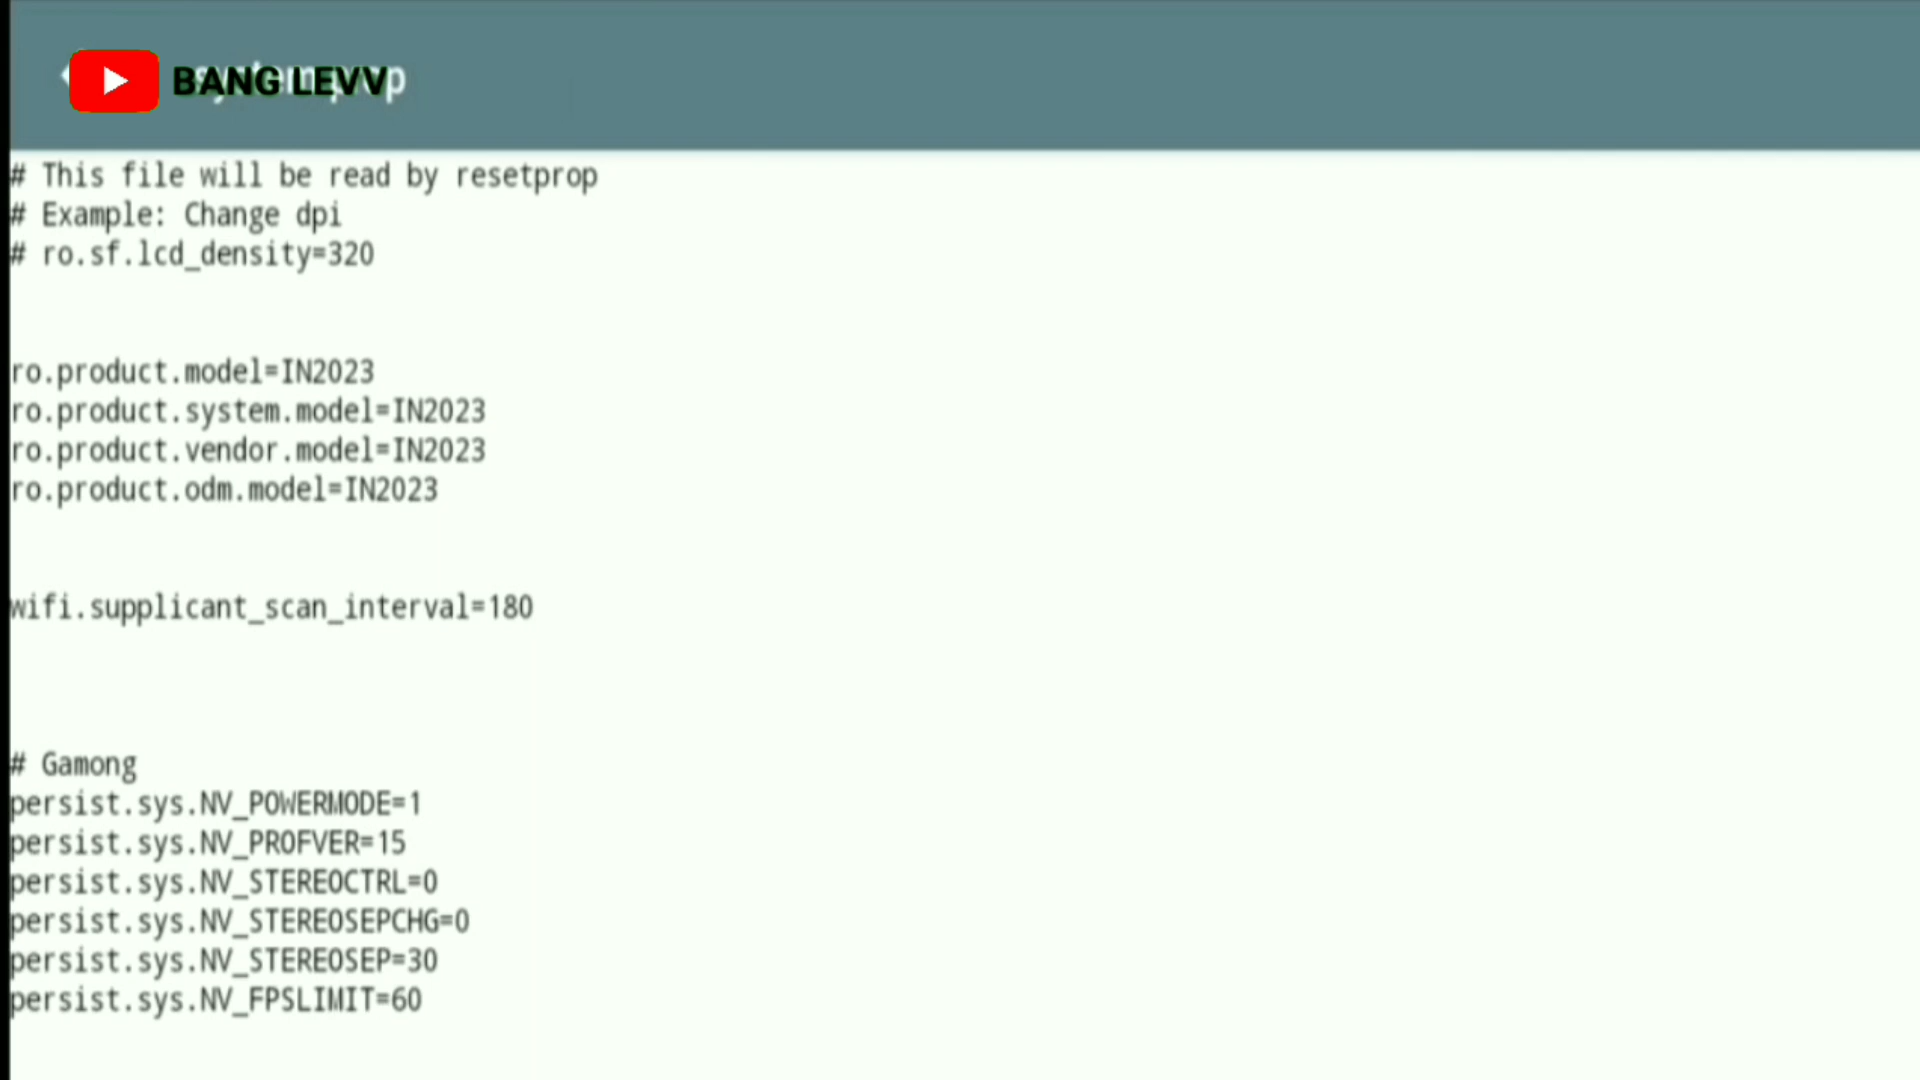 BANG LEVV
# This file will be read by resetprop
# Example: Change dpi
# ro.sf.lcd_density=320
ro.product.model=IN2023
ro.product.system.model=IN2023
ro.product.vendor.model=IN2023
ro.product.odm.model=IN2023
wifi.supplicant_scan_interval=180
# Gamong
persist.sys.NV_POWERMODE=1
persist.sys.NV_PROFVER=15
persist.sys.NV_STEREOCTRL=0
persist.sys.NV_STEREOSEPCHG=0
persist.sys.NV_STEREOSEP=30
persist.sys.NV_FPSLIMIT=60